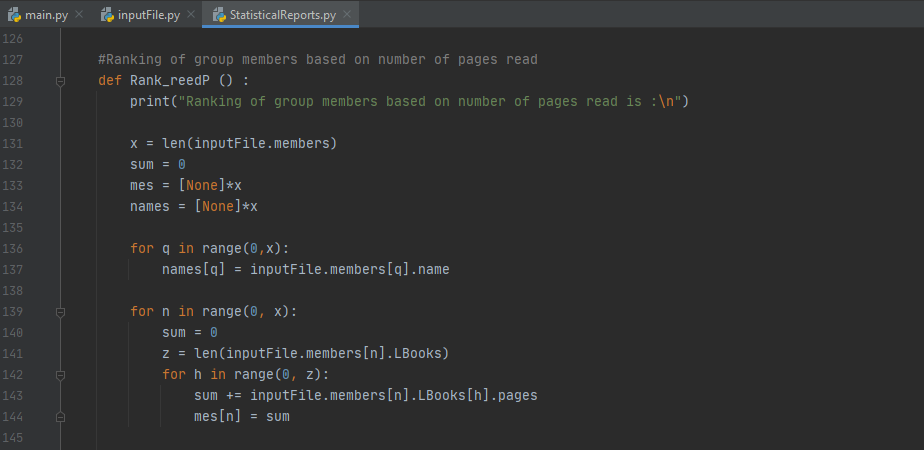 main.py inputFile.py StatisticalReports.py
126
127 #Ranking of group members based on number of pages read
128 def Rank_reedP () :
129 print("Ranking of group members based on number of pages read is :\n")
130
131 x = len(inputFile.members)
132 sum = 0
133 mes = [None]*x
134 names = [None]*x
135
136 for q in range(0,x):
137 names[q] = inputFile.members[q].name
138
139 for n in range(0, x):
140 sum = 0
141 z = len(inputFile.members[n].LBooks)
142 for h in range(0, z):
143 sum += inputFile.members[n].LBooks[h].pages
144 mes[n] = sum
145